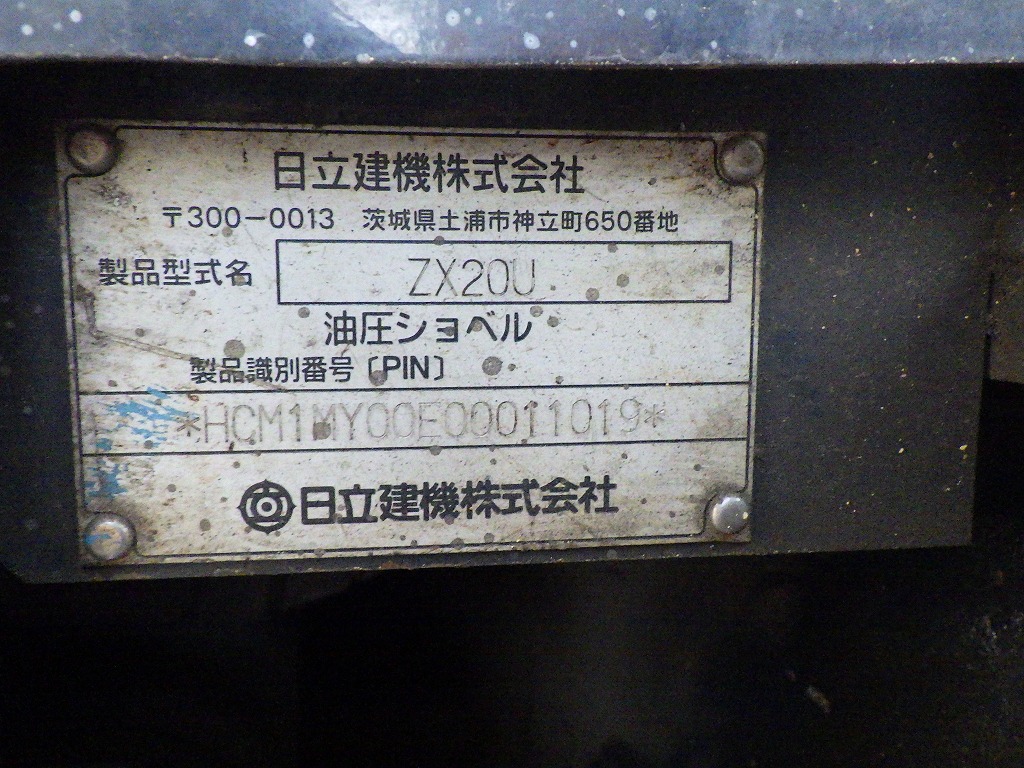 日立建機株式会社
〒300-0013 茨城県土浦市神立町650番地
製品型式名 ZX20U
油圧ショベル
製品識別番号〔PIN〕
*HCM1MY00E00011019*
日立建機株式会社